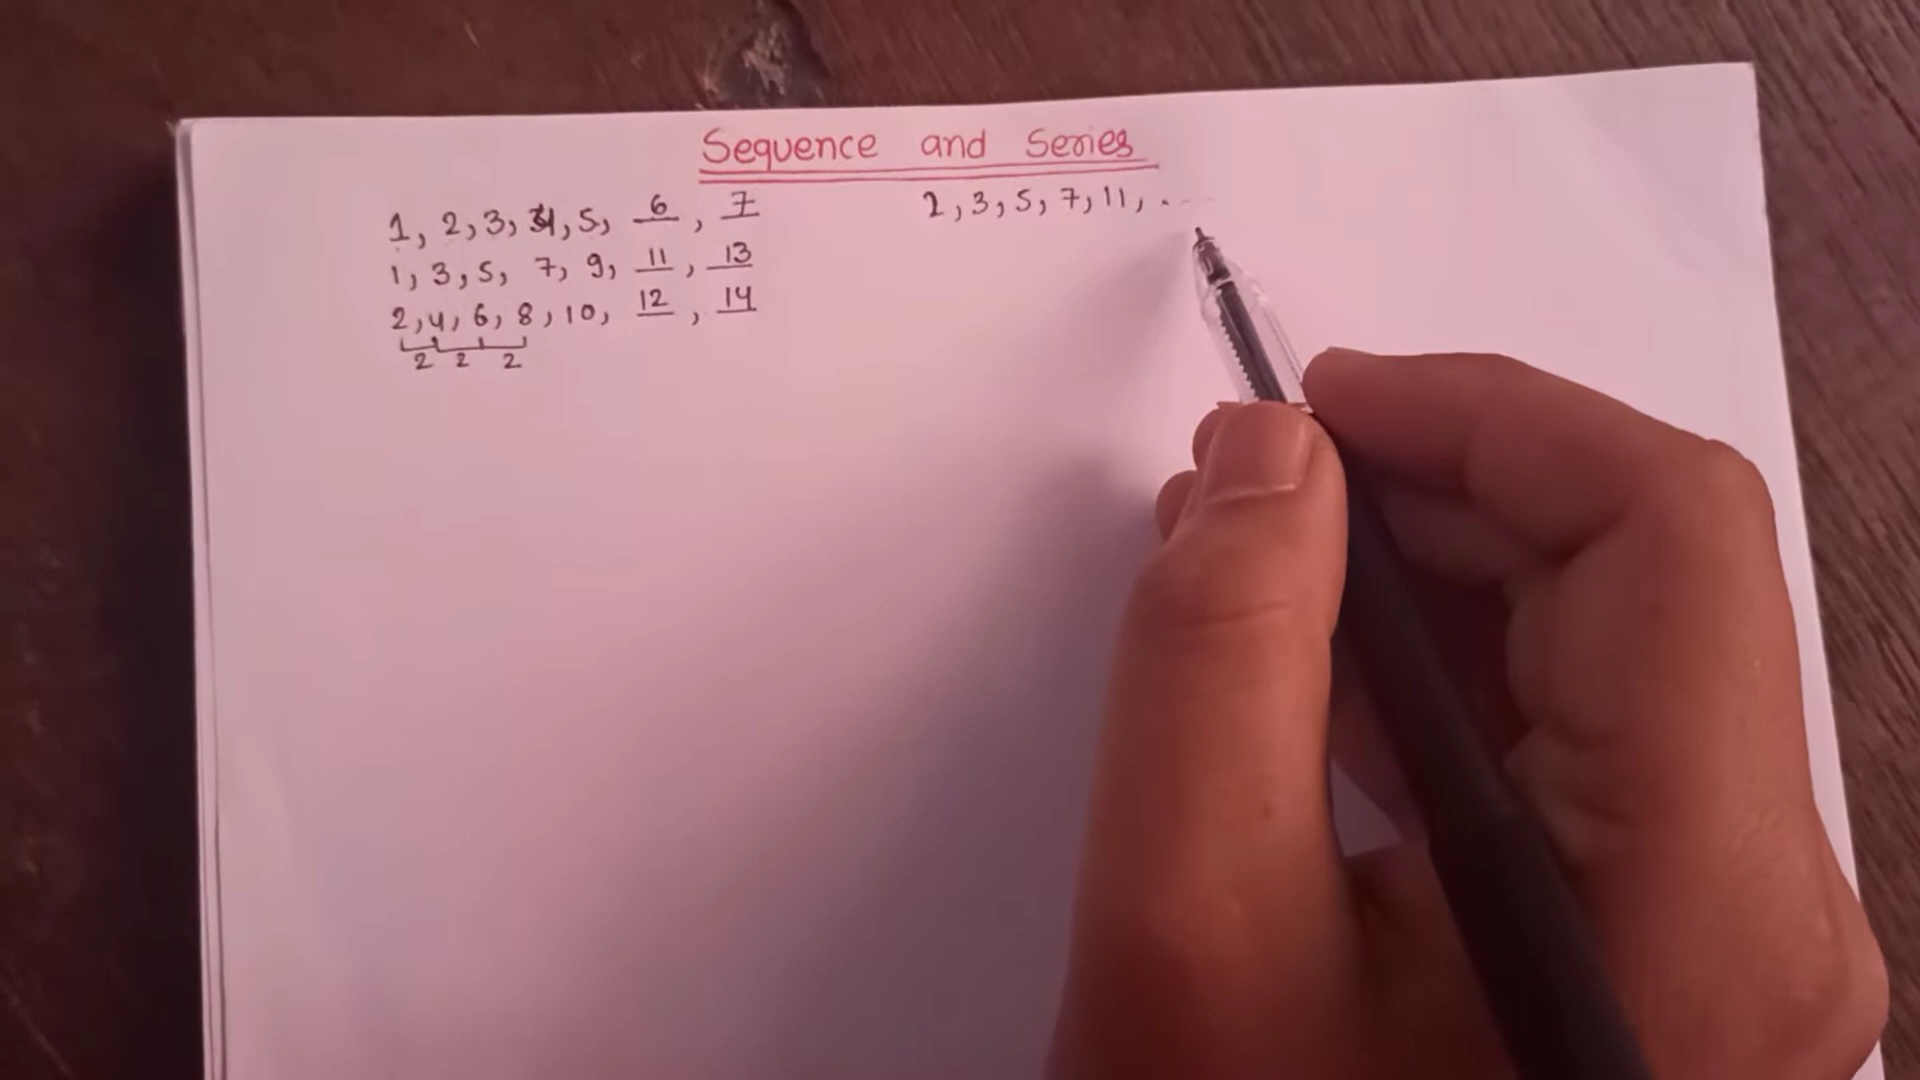 Sequence and Series
1, 2, 3, 4, 5, 6, 7
1, 3, 5, 7, 9, 11, 13
2, 4, 6, 8, 10, 12, 14
2 2 2
2, 3, 5, 7, 11, ....